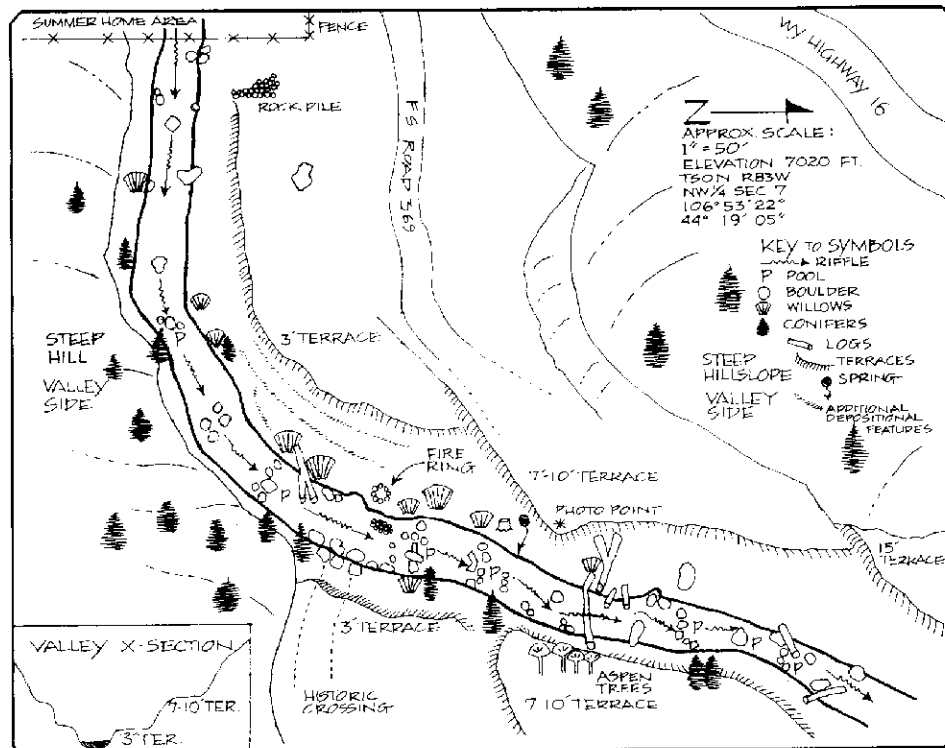 SUMMER HOME AREA
FENCE
ROCK PILE
FS ROAD 369
WY HIGHWAY 16
Z
APPROX. SCALE:
1" = 50'
ELEVATION 7020 FT.
T50N R83W
NW¼ SEC 7
106° 53' 22"
44° 19' 05"
KEY TO SYMBOLS
RIFFLE
P POOL
BOULDER
WILLOWS
CONIFERS
LOGS
TERRACES
SPRING
ADDITIONAL
DEPOSITIONAL
FEATURES
STEEP
HILLSLOPE
VALLEY
SIDE
STEEP
HILL
VALLEY
SIDE
P
3' TERRACE
FIRE
RING
7'-10' TERRACE
PHOTO POINT
15'
TERRACE
P
P
P
P
P
P
3' TERRACE
HISTORIC
CROSSING
ASPEN
TREES
7'-10' TERRACE
VALLEY X-SECTION
7-10' TER.
3' TER.